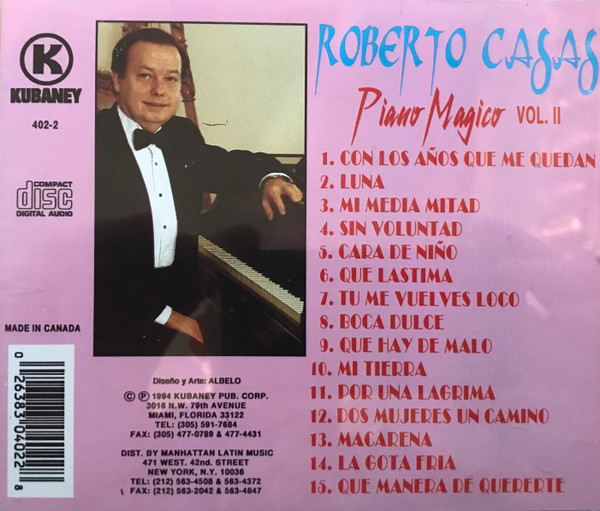 K
KUBANEY
402-2
COMPACT
disc
DIGITAL AUDIO
MADE IN CANADA
0 26383 04022 8
Diseño y Arte: ALBELO
© ℗ 1994 KUBANEY PUB. CORP.
3016 N.W. 79th AVENUE
MIAMI, FLORIDA 33122
TEL: (305) 591-7684
FAX: (305) 477-0789 & 477-4431
DIST. BY MANHATTAN LATIN MUSIC
471 WEST. 42nd. STREET
NEW YORK, N.Y. 10036
TEL: (212) 563-4508 & 563-4372
FAX: (212) 563-2042 & 563-4847
ROBERTO CASAS
Piano Magico VOL. II
1. CON LOS AÑOS QUE ME QUEDAN
2. LUNA
3. MI MEDIA MITAD
4. SIN VOLUNTAD
5. CARA DE NIÑO
6. QUE LASTIMA
7. TU ME VUELVES LOCO
8. BOCA DULCE
9. QUE HAY DE MALO
10. MI TIERRA
11. POR UNA LAGRIMA
12. DOS MUJERES UN CAMINO
13. MACARENA
14. LA GOTA FRIA
15. QUE MANERA DE QUERERTE